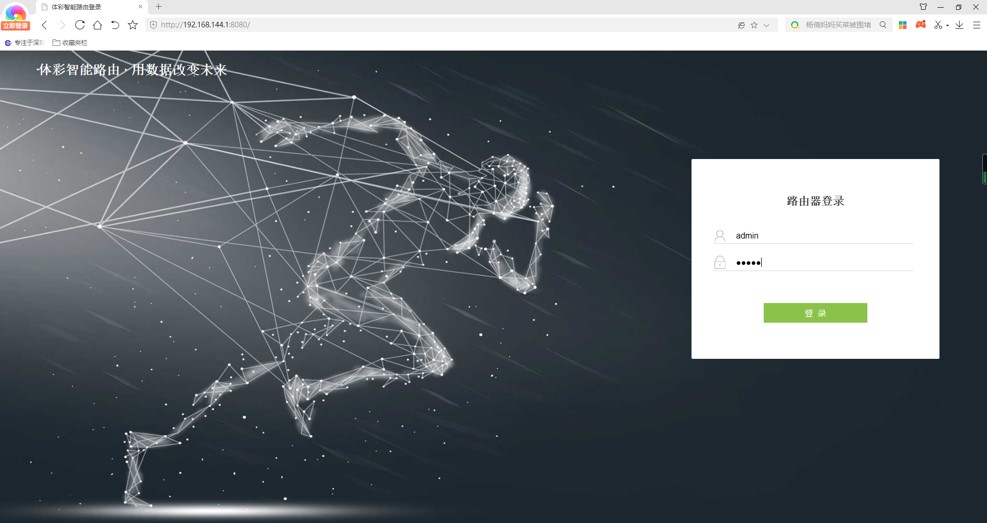 体彩智能路由登录
立即登录
http://192.168.144.1:8080/
杨倩妈妈买菜被围堵
专注于深圳
收藏夹栏
·体彩智能路由·用数据改变未来
路由器登录
admin
登 录